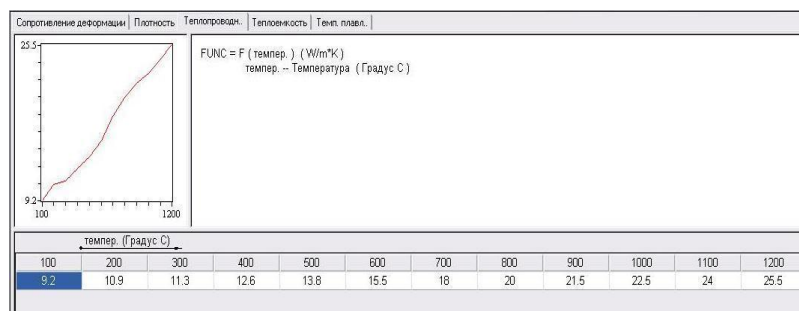 Сопротивление деформации Плотность Теплопроводн.. Теплоемкость Темп. плавл..
25.5
9.2
100 1200
FUNC = F ( темпер. ) ( W/m*K )
темпер. -- Температура ( Градус C )
темпер. (Градус C)
100 200 300 400 500 600 700 800 900 1000 1100 1200
9.2 10.9 11.3 12.6 13.8 15.5 18 20 21.5 22.5 24 25.5